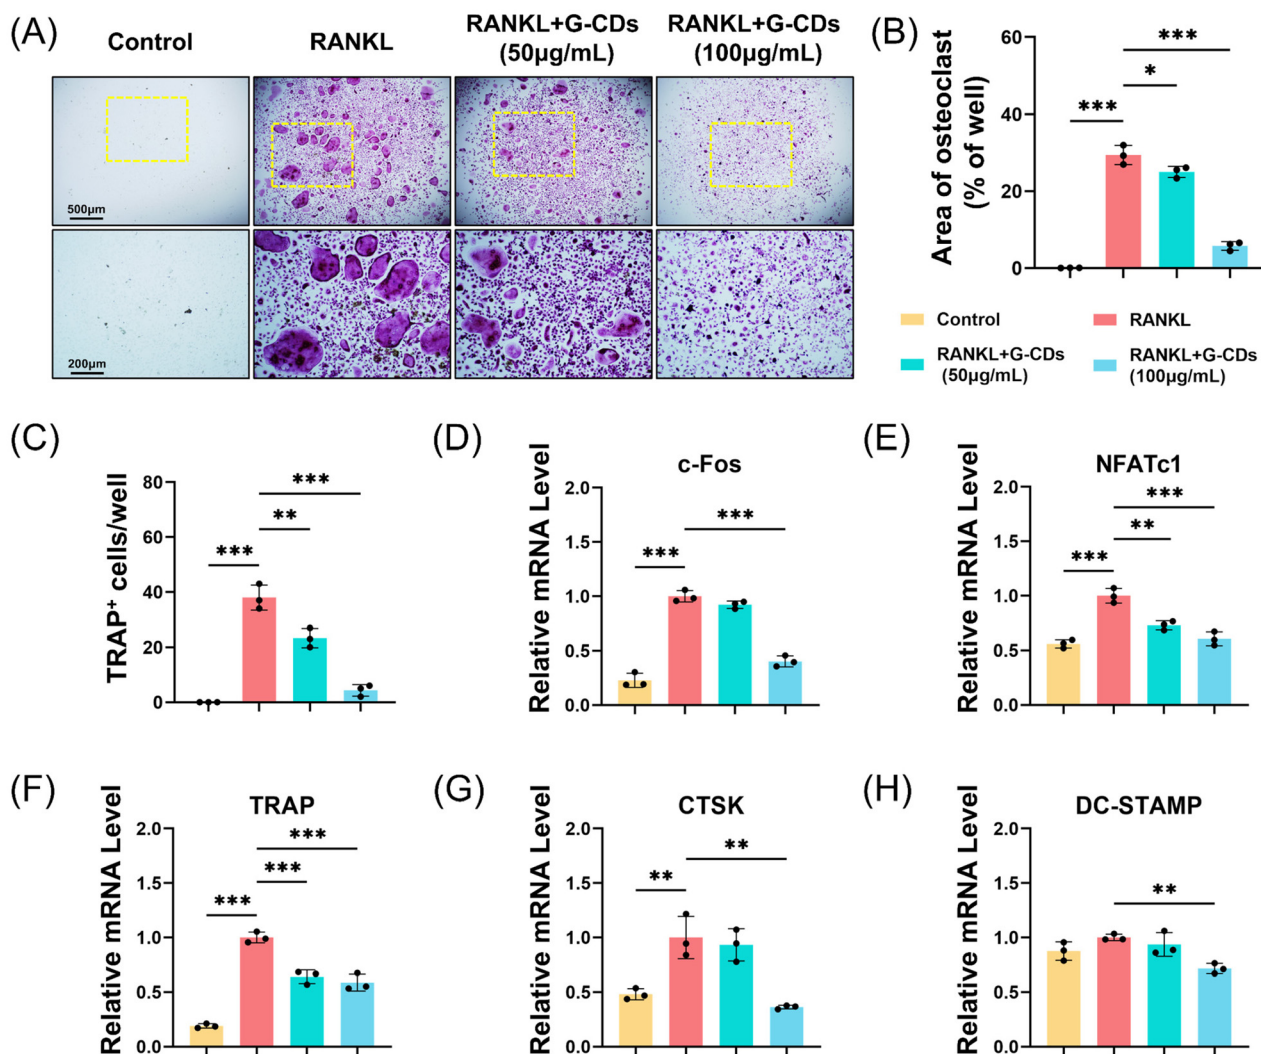 (A)
Control
RANKL
RANKL+G-CDs
(50μg/mL)
RANKL+G-CDs
(100μg/mL)
500μm
200μm
(B)
Area of osteoclast
(% of well)
60
40
20
0
***
*
***
Control
RANKL
RANKL+G-CDs
(50μg/mL)
RANKL+G-CDs
(100μg/mL)
(C)
TRAP⁺ cells/well
80
60
40
20
0
***
**
***
(D)
c-Fos
Relative mRNA Level
2.0
1.5
1.0
0.5
0.0
***
***
(E)
NFATc1
Relative mRNA Level
2.0
1.5
1.0
0.5
0.0
***
**
***
(F)
TRAP
Relative mRNA Level
2.0
1.5
1.0
0.5
0.0
***
***
***
(G)
CTSK
Relative mRNA Level
2.0
1.5
1.0
0.5
0.0
**
**
(H)
DC-STAMP
Relative mRNA Level
2.0
1.5
1.0
0.5
0.0
**